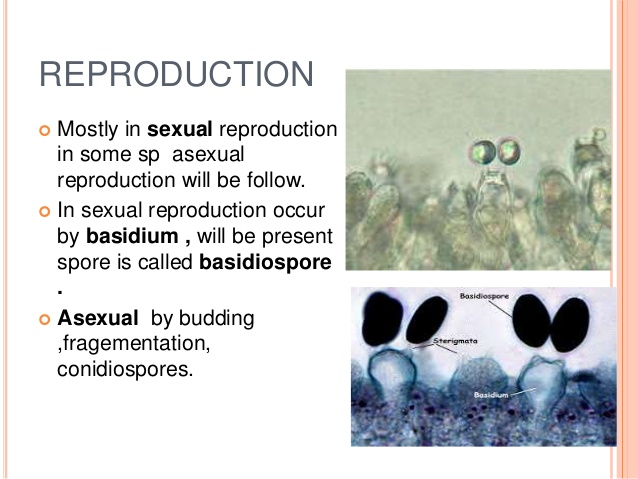 REPRODUCTION
Mostly in sexual reproduction
in some sp asexual
reproduction will be follow.
In sexual reproduction occur
by basidium , will be present
spore is called basidiospore
.
Asexual by budding
,fragementation,
conidiospores.
Basidiospore
Sterigmata
Basidium